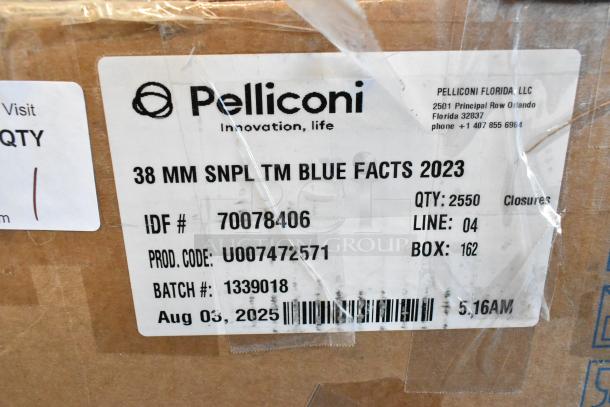 Visit
QTY
1
m
Pelliconi
Innovation, life
PELLICONI FLORIDA, LLC
2501 Principal Row Orlando
Florida 32837
phone +1 407 855 6984
38 MM SNPL TM BLUE FACTS 2023
QTY: 2550 Closures
IDF # 70078406
LINE: 04
PROD. CODE: U007472571
BOX: 162
BATCH #: 1339018
Aug 03, 2025
5,16AM
AUCTION GROUP